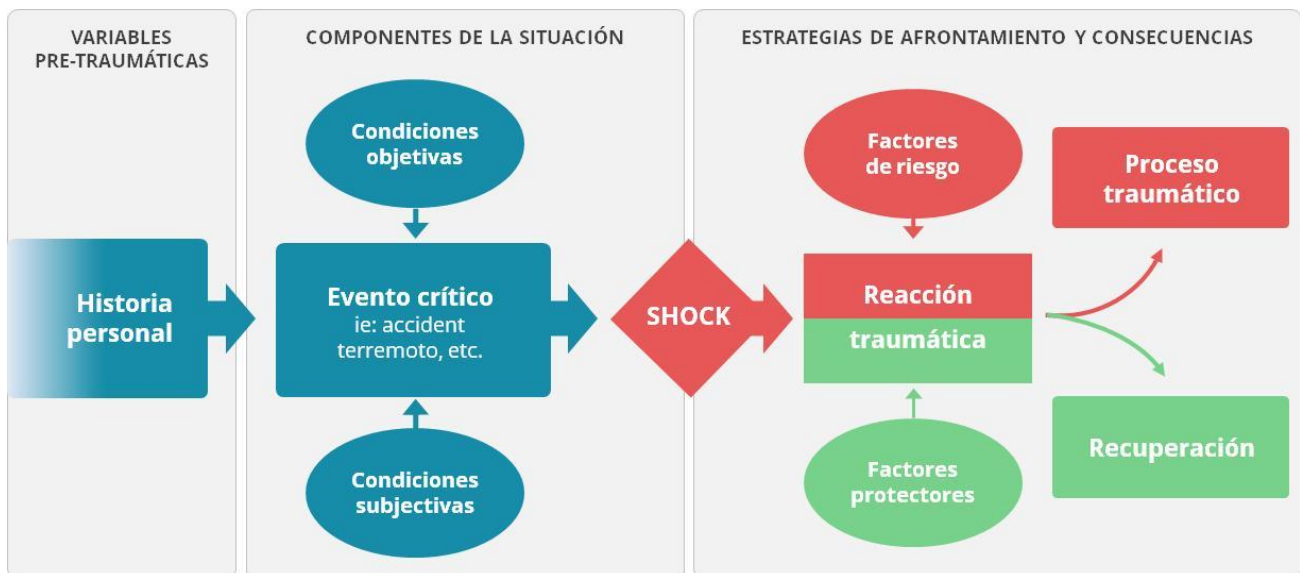 VARIABLES
PRE-TRAUMÁTICAS
COMPONENTES DE LA SITUACIÓN
ESTRATEGIAS DE AFRONTAMIENTO Y CONSECUENCIAS
Historia
personal
Condiciones
objetivas
Evento crítico
ie: accident
terremoto, etc.
Condiciones
subjectivas
SHOCK
Factores
de riesgo
Reacción
traumática
Factores
protectores
Proceso
traumático
Recuperación